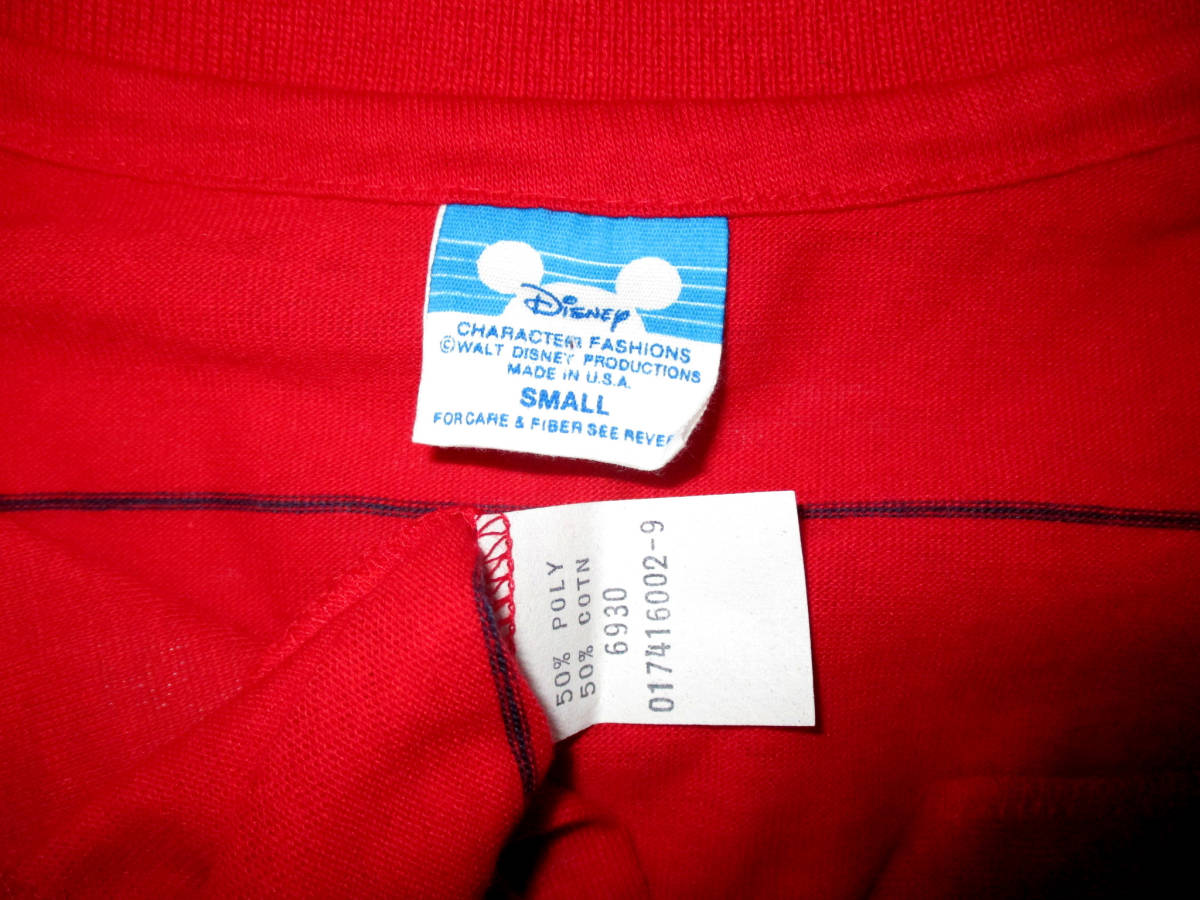 Disney
CHARACTER FASHIONS
©WALT DISNEY PRODUCTIONS
MADE IN U.S.A.
SMALL
FOR CARE & FIBER SEE REVE
50% POLY
50% COTN
6930
017416002-9